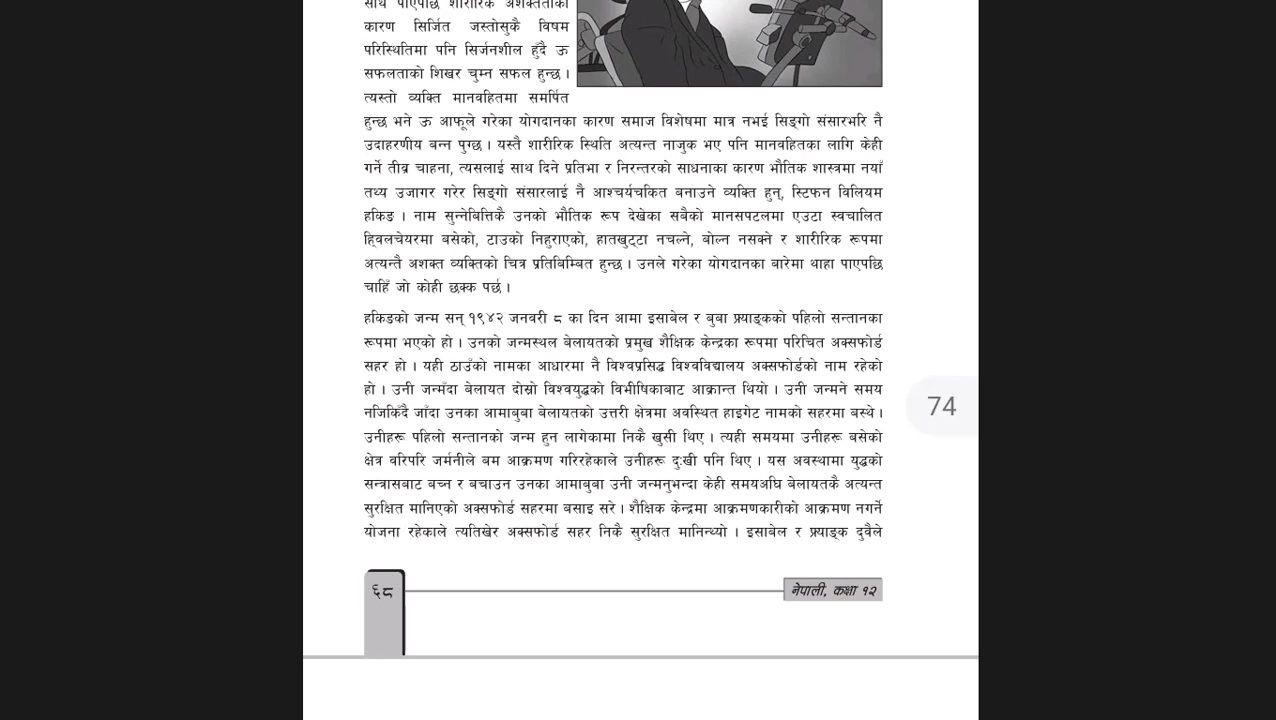 साथ पाएपछि शारीरिक अशक्तताका
कारण सिर्जित जस्तोसुकै विषम
परिस्थितिमा पनि सिर्जनशील हुँदै ऊ
सफलताको शिखर चुम्न सफल हुन्छ ।
त्यस्तो व्यक्ति मानवहितमा समर्पित
हुन्छ भने ऊ आफूले गरेका योगदानका कारण समाज विशेषमा मात्र नभई सिङ्गो संसारभरि नै
उदाहरणीय बन्न पुग्छ । यस्तै शारीरिक स्थिति अत्यन्त नाजुक भए पनि मानवहितका लागि केही
गर्ने तीव्र चाहना, त्यसलाई साथ दिने प्रतिभा र निरन्तरको साधनाका कारण भौतिक शास्त्रमा नयाँ
तथ्य उजागर गरेर सिङ्गो संसारलाई नै आश्चर्यचकित बनाउने व्यक्ति हुन्, स्टिफन विलियम
हकिङ । नाम सुन्नेबित्तिकै उनको भौतिक रूप देखेका सबैको मानसपटलमा एउटा स्वचालित
ह्विलचेयरमा बसेको, टाउको निहुराएको, हातखुट्टा नचल्ने, बोल्न नसक्ने र शारीरिक रूपमा
अत्यन्तै अशक्त व्यक्तिको चित्र प्रतिबिम्बित हुन्छ । उनले गरेका योगदानका बारेमा थाहा पाएपछि
चाहिँ जो कोही छक्क पर्छ ।
हकिङको जन्म सन् १९४२ जनवरी ८ का दिन आमा इसाबेल र बुबा फ्र्याङ्कको पहिलो सन्तानका
रूपमा भएको हो । उनको जन्मस्थल बेलायतको प्रमुख शैक्षिक केन्द्रका रूपमा परिचित अक्सफोर्ड
सहर हो । यही ठाउँको नामका आधारमा नै विश्वप्रसिद्ध विश्वविद्यालय अक्सफोर्डको नाम रहेको
हो । उनी जन्मँदा बेलायत दोस्रो विश्वयुद्धको विभीषिकाबाट आक्रान्त थियो । उनी जन्मने समय
नजिकिँदै जाँदा उनका आमाबुबा बेलायतको उत्तरी क्षेत्रमा अवस्थित हाइगेट नामको सहरमा बस्थे ।
उनीहरू पहिलो सन्तानको जन्म हुन लागेकामा निकै खुसी थिए । त्यही समयमा उनीहरू बसेको
क्षेत्र वरिपरि जर्मनीले बम आक्रमण गरिरहेकाले उनीहरू दुःखी पनि थिए । यस अवस्थामा युद्धको
सन्त्रासबाट बच्न र बचाउन उनका आमाबुबा उनी जन्मनुभन्दा केही समयअघि बेलायतकै अत्यन्त
सुरक्षित मानिएको अक्सफोर्ड सहरमा बसाइ सरे । शैक्षिक केन्द्रमा आक्रमणकारीको आक्रमण नगर्ने
योजना रहेकाले त्यतिखेर अक्सफोर्ड सहर निकै सुरक्षित मानिन्थ्यो । इसाबेल र फ्र्याङ्क दुवैले
६८
नेपाली, कक्षा १२
74